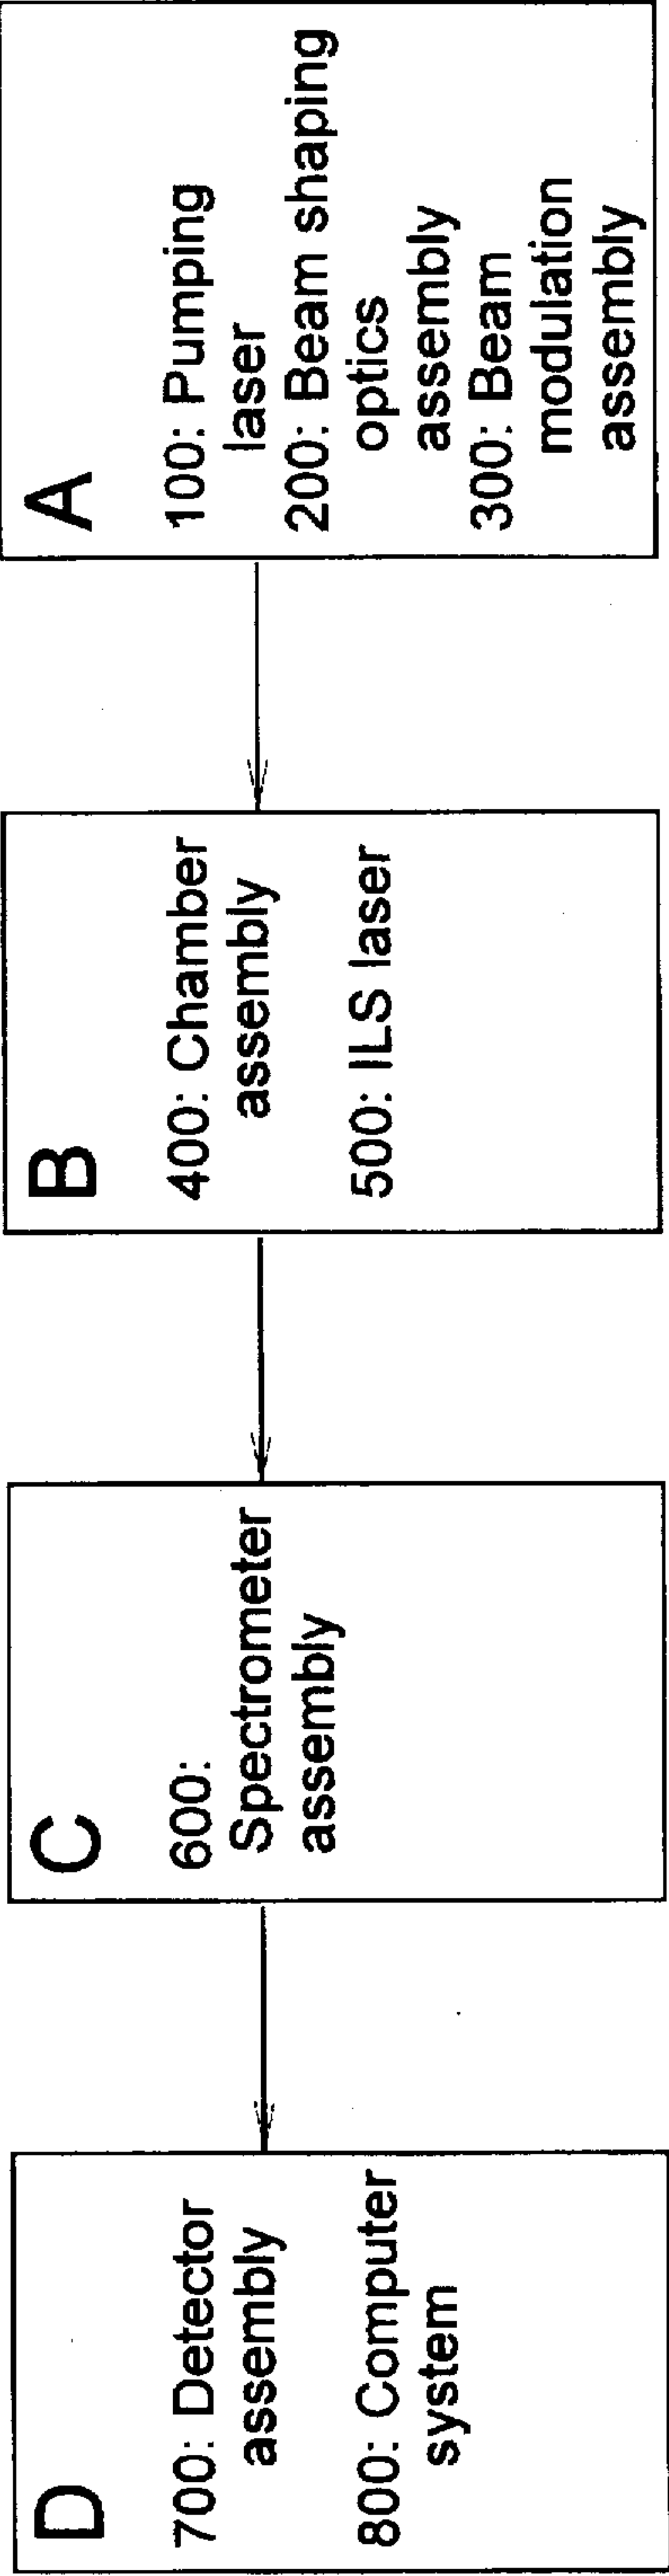 D
700: Detector
assembly
800: Computer
system
C
600:
Spectrometer
assembly
B
400: Chamber
assembly
500: ILS laser
A
100: Pumping
laser
200: Beam shaping
optics
assembly
300: Beam
modulation
assembly